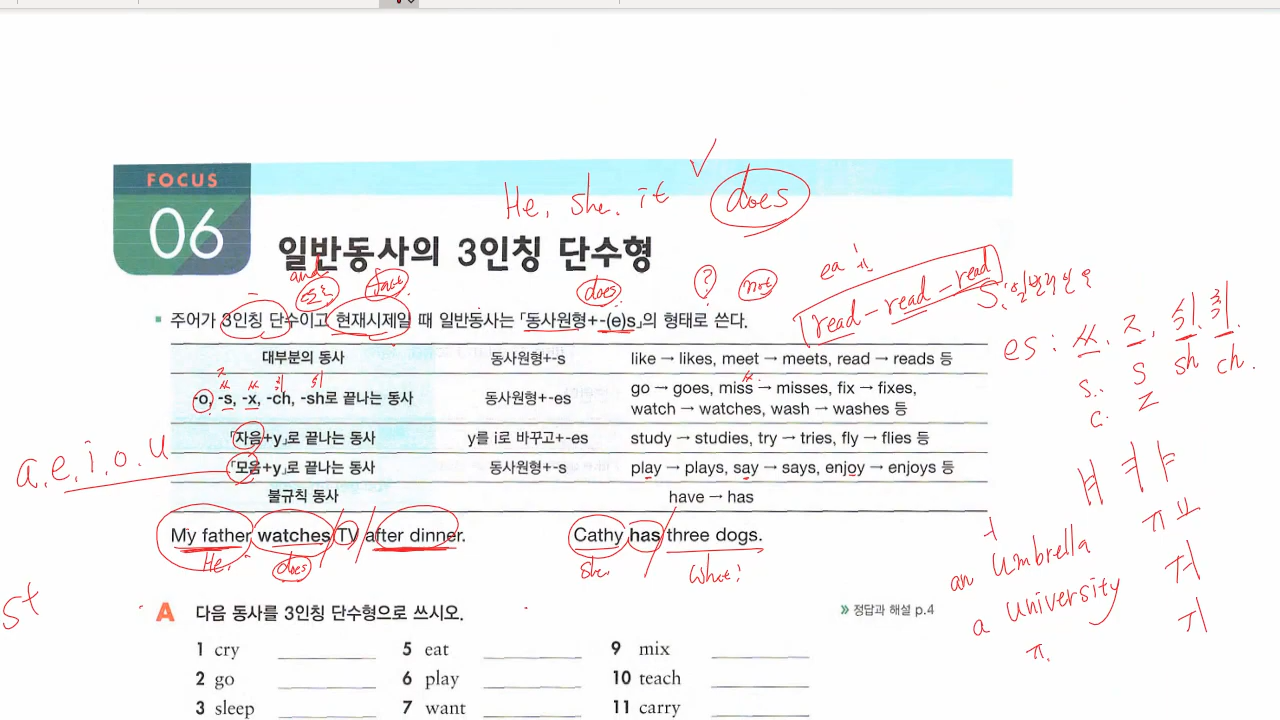 FOCUS
06
He, she. it does
일반동사의 3인칭 단수형
and
fact
does
?
not
read-read-read
주어가 3인칭 단수이고 현재시제일 때 일반동사는 「동사원형+-(e)s」의 형태로 쓴다.
대부분의 동사 동사원형+-s like → likes, meet → meets, read → reads 등
-o, -s, -x, -ch, -sh로 끝나는 동사 동사원형+-es go → goes, miss → misses, fix → fixes,
watch → watches, wash → washes 등
「자음+y」로 끝나는 동사 y를 i로 바꾸고+-es study → studies, try → tries, fly → flies 등
「모음+y」로 끝나는 동사 동사원형+-s play → plays, say → says, enjoy → enjoys 등
불규칙 동사 have → has
es : ㅆ. ㅈ. 쉬. 취.
s. s sh ch.
c. z
a.e.i.o.u
My father watches TV after dinner.
He.
does
Cathy has three dogs.
she
what?
an umbrella
a university
st
A 다음 동사를 3인칭 단수형으로 쓰시오.
» 정답과 해설 p.4
1 cry 5 eat 9 mix
2 go 6 play 10 teach
3 sleep 7 want 11 carry